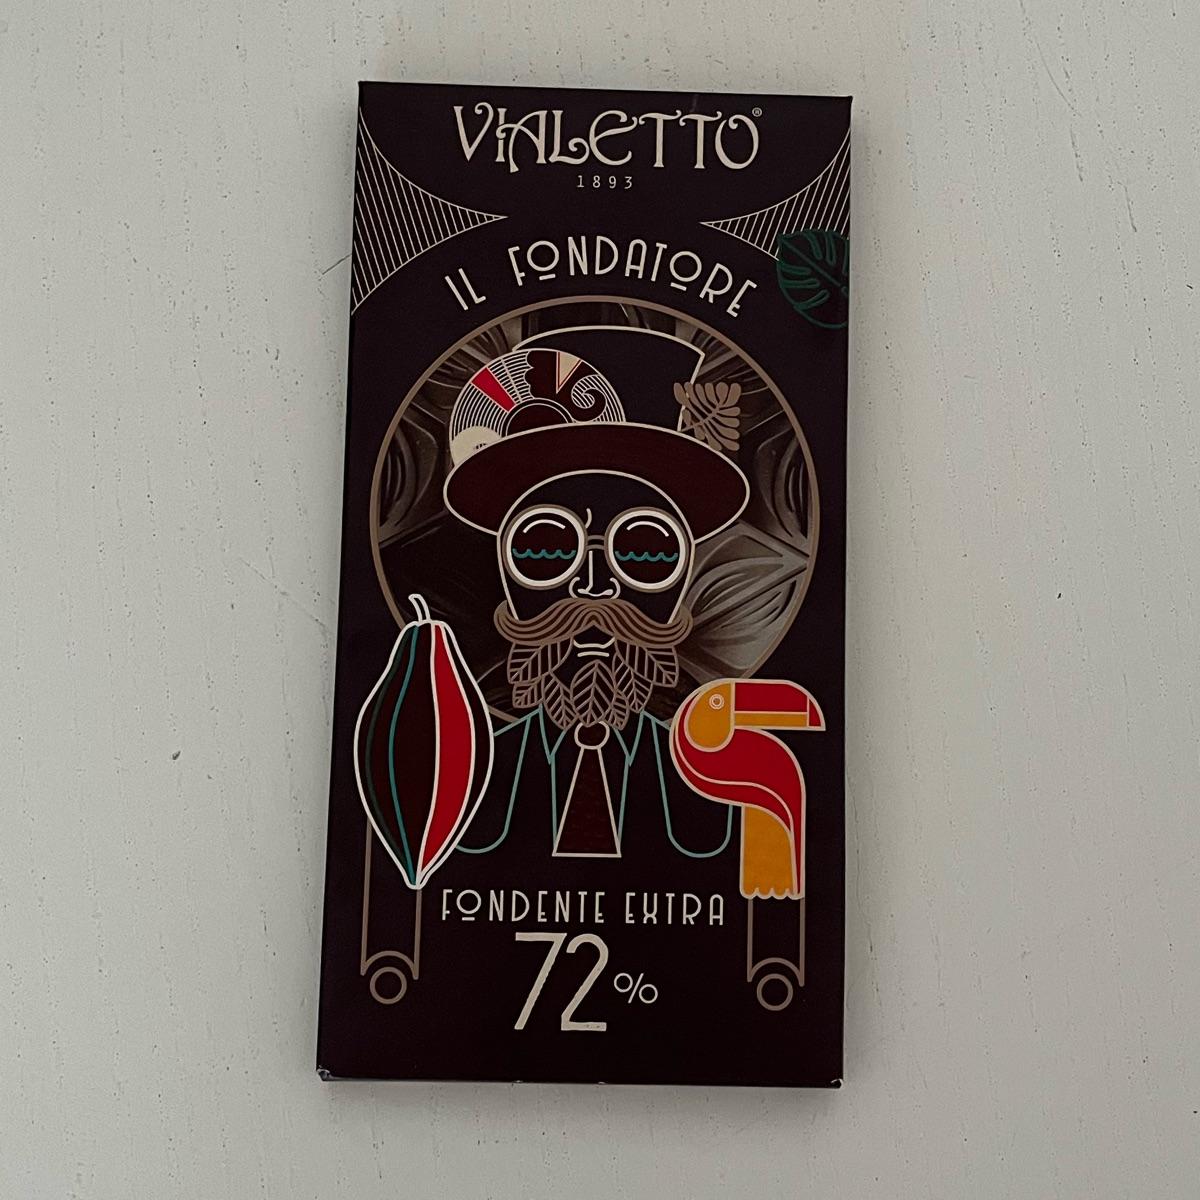 VIALETTO®
1893
IL FONDATORE
FONDENTE EXTRA
72%